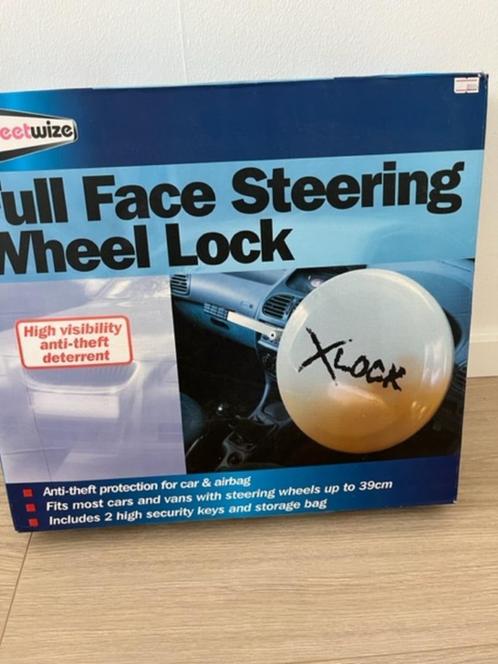 eetwize
ull Face Steering
Wheel Lock
High visibility
anti-theft
deterrent
XLOCK
Anti-theft protection for car & airbag
Fits most cars and vans with steering wheels up to 39cm
Includes 2 high security keys and storage bag